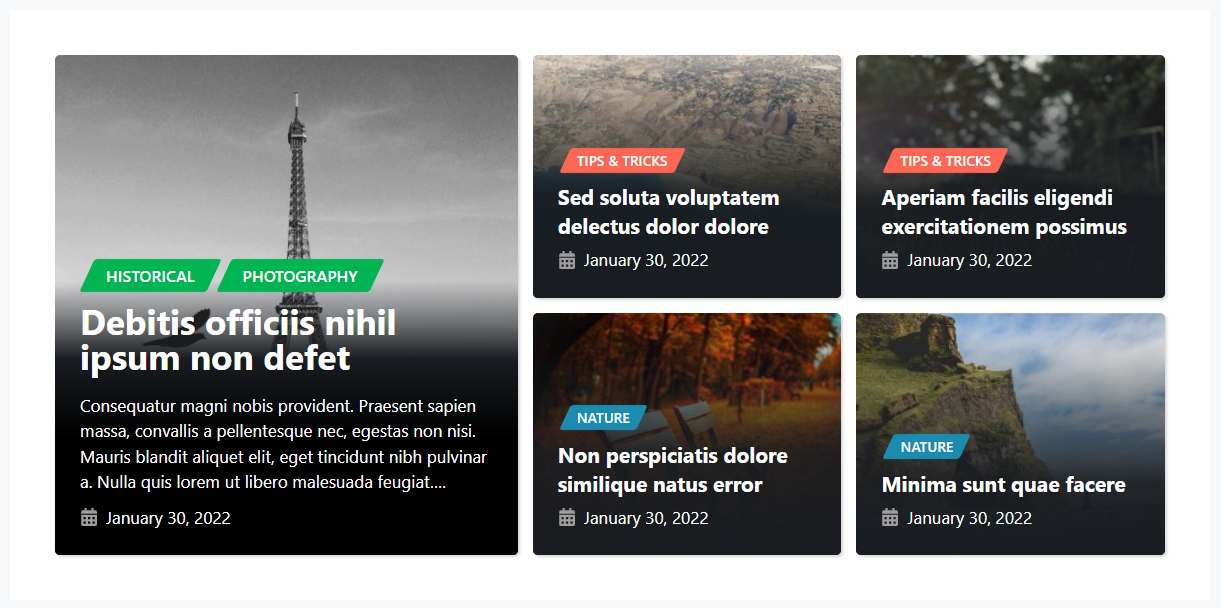 HISTORICAL PHOTOGRAPHY
Debitis officiis nihil
ipsum non defet
Consequatur magni nobis provident. Praesent sapien
massa, convallis a pellentesque nec, egestas non nisi.
Mauris blandit aliquet elit, eget tincidunt nibh pulvinar
a. Nulla quis lorem ut libero malesuada feugiat....
January 30, 2022
TIPS & TRICKS
Sed soluta voluptatem
delectus dolor dolore
January 30, 2022
TIPS & TRICKS
Aperiam facilis eligendi
exercitationem possimus
January 30, 2022
NATURE
Non perspiciatis dolore
similique natus error
January 30, 2022
NATURE
Minima sunt quae facere
January 30, 2022